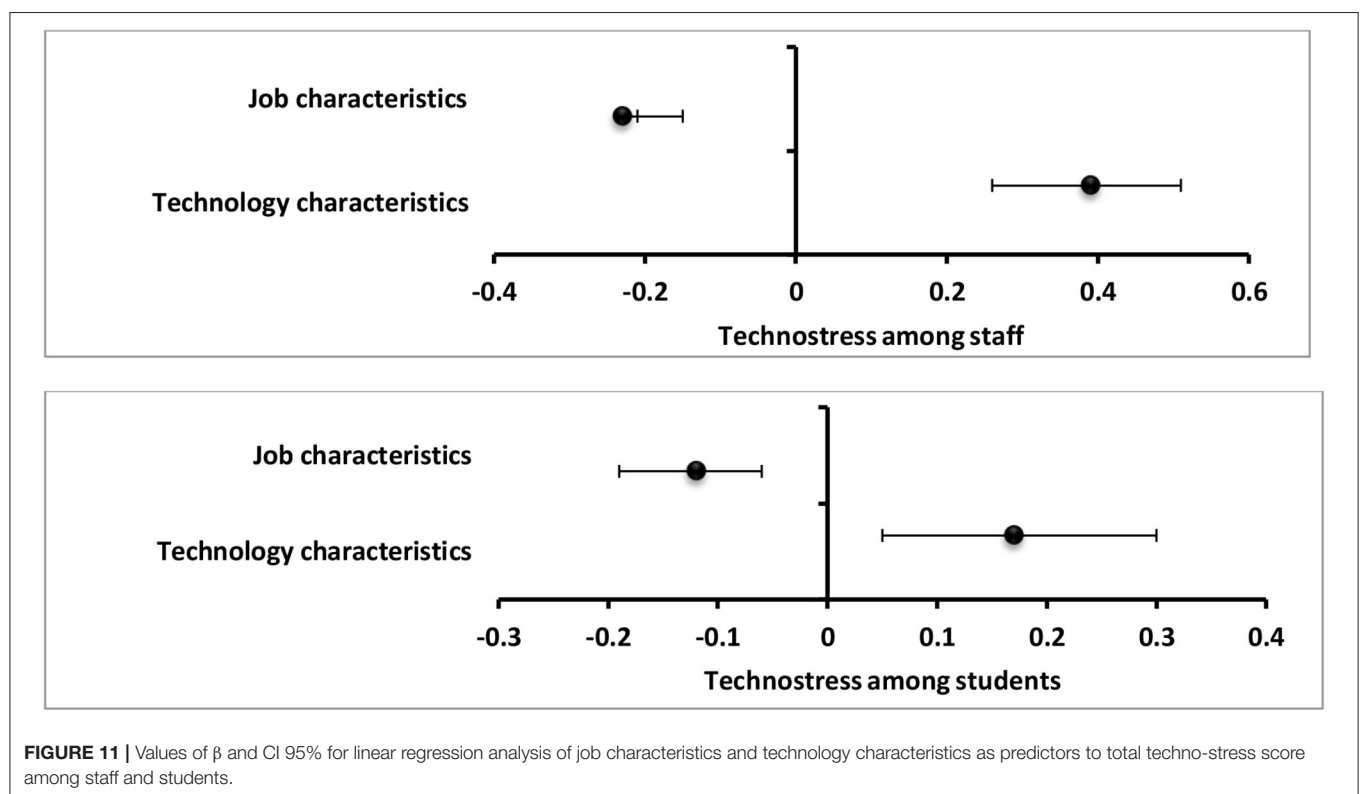 Job characteristics
Technology characteristics
-0.4 -0.2 0 0.2 0.4 0.6
Technostress among staff
Job characteristics
Technology characteristics
-0.3 -0.2 -0.1 0 0.1 0.2 0.3 0.4
Technostress among students
FIGURE 11 | Values of β and CI 95% for linear regression analysis of job characteristics and technology characteristics as predictors to total techno-stress score
among staff and students.